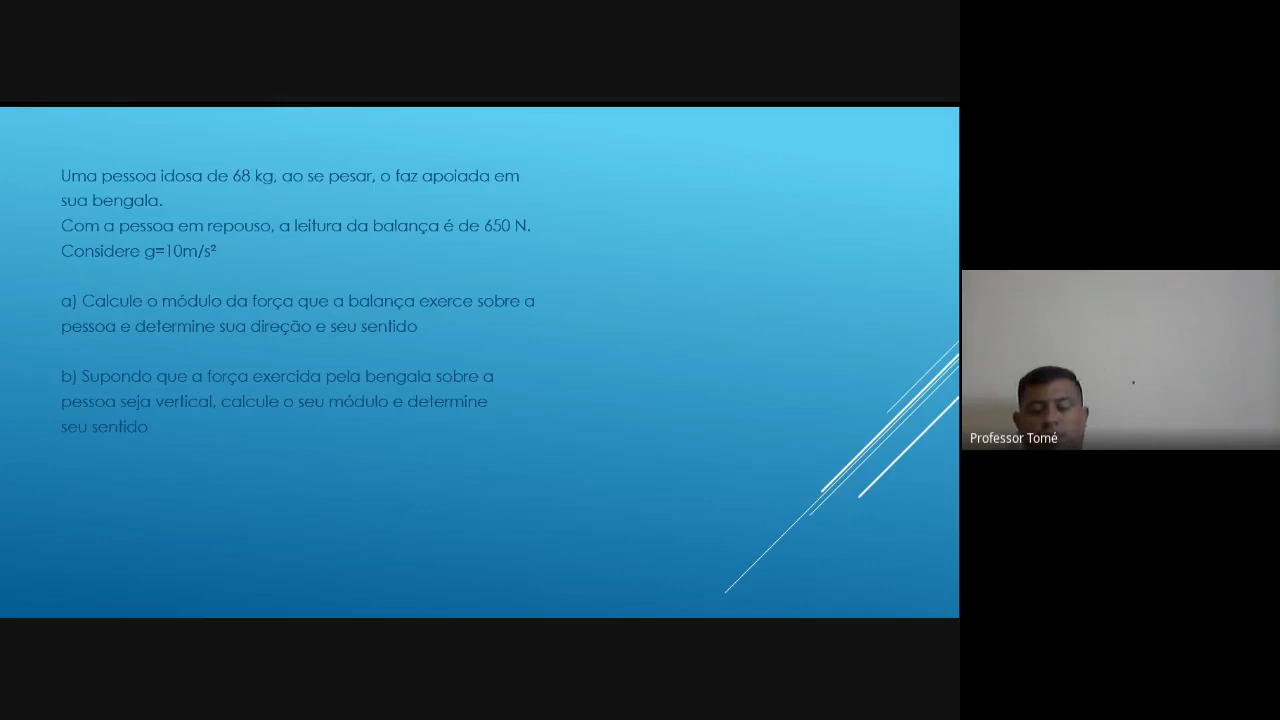 Uma pessoa idosa de 68 kg, ao se pesar, o faz apoiada em
sua bengala.
Com a pessoa em repouso, a leitura da balança é de 650 N.
Considere g=10m/s²
a) Calcule o módulo da força que a balança exerce sobre a
pessoa e determine sua direção e seu sentido
b) Supondo que a força exercida pela bengala sobre a
pessoa seja vertical, calcule o seu módulo e determine
seu sentido
Professor Tomé